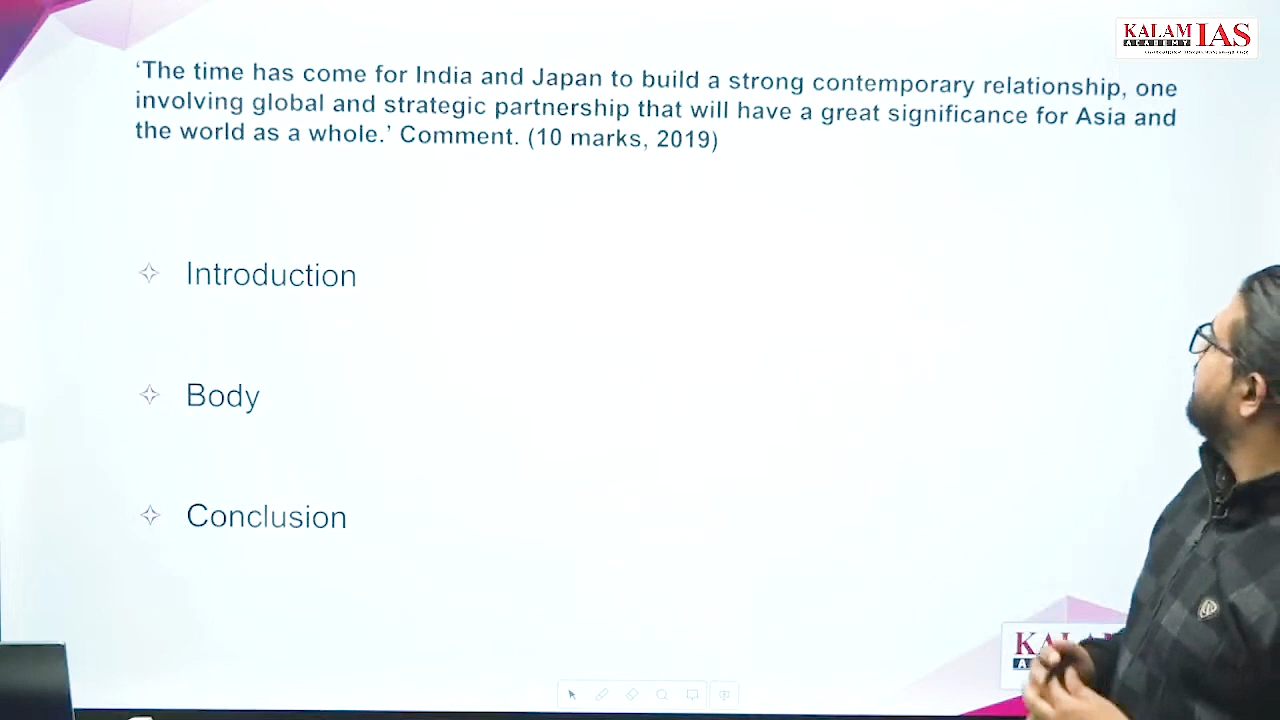 KALAM IAS
ACADEMY
‘The time has come for India and Japan to build a strong contemporary relationship, one
involving global and strategic partnership that will have a great significance for Asia and
the world as a whole.’ Comment. (10 marks, 2019)
Introduction
Body
Conclusion